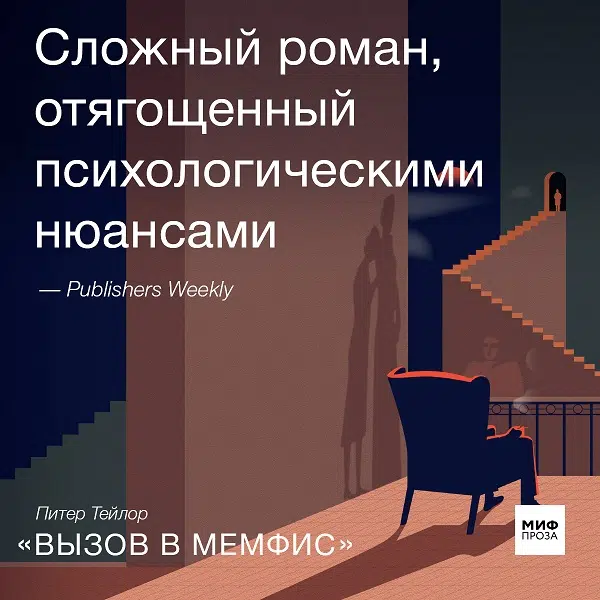 Сложный роман,
отягощенный
психологическими
нюансами
— Publishers Weekly
Питер Тейлор
«ВЫЗОВ В МЕМФИС»
МИФ
ПРОЗА